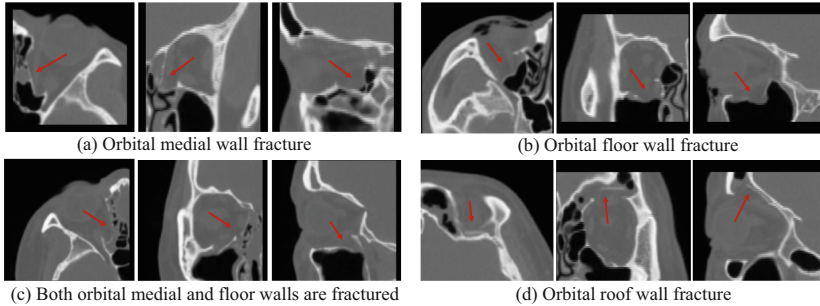 (a) Orbital medial wall fracture
(b) Orbital floor wall fracture
(c) Both orbital medial and floor walls are fractured
(d) Orbital roof wall fracture